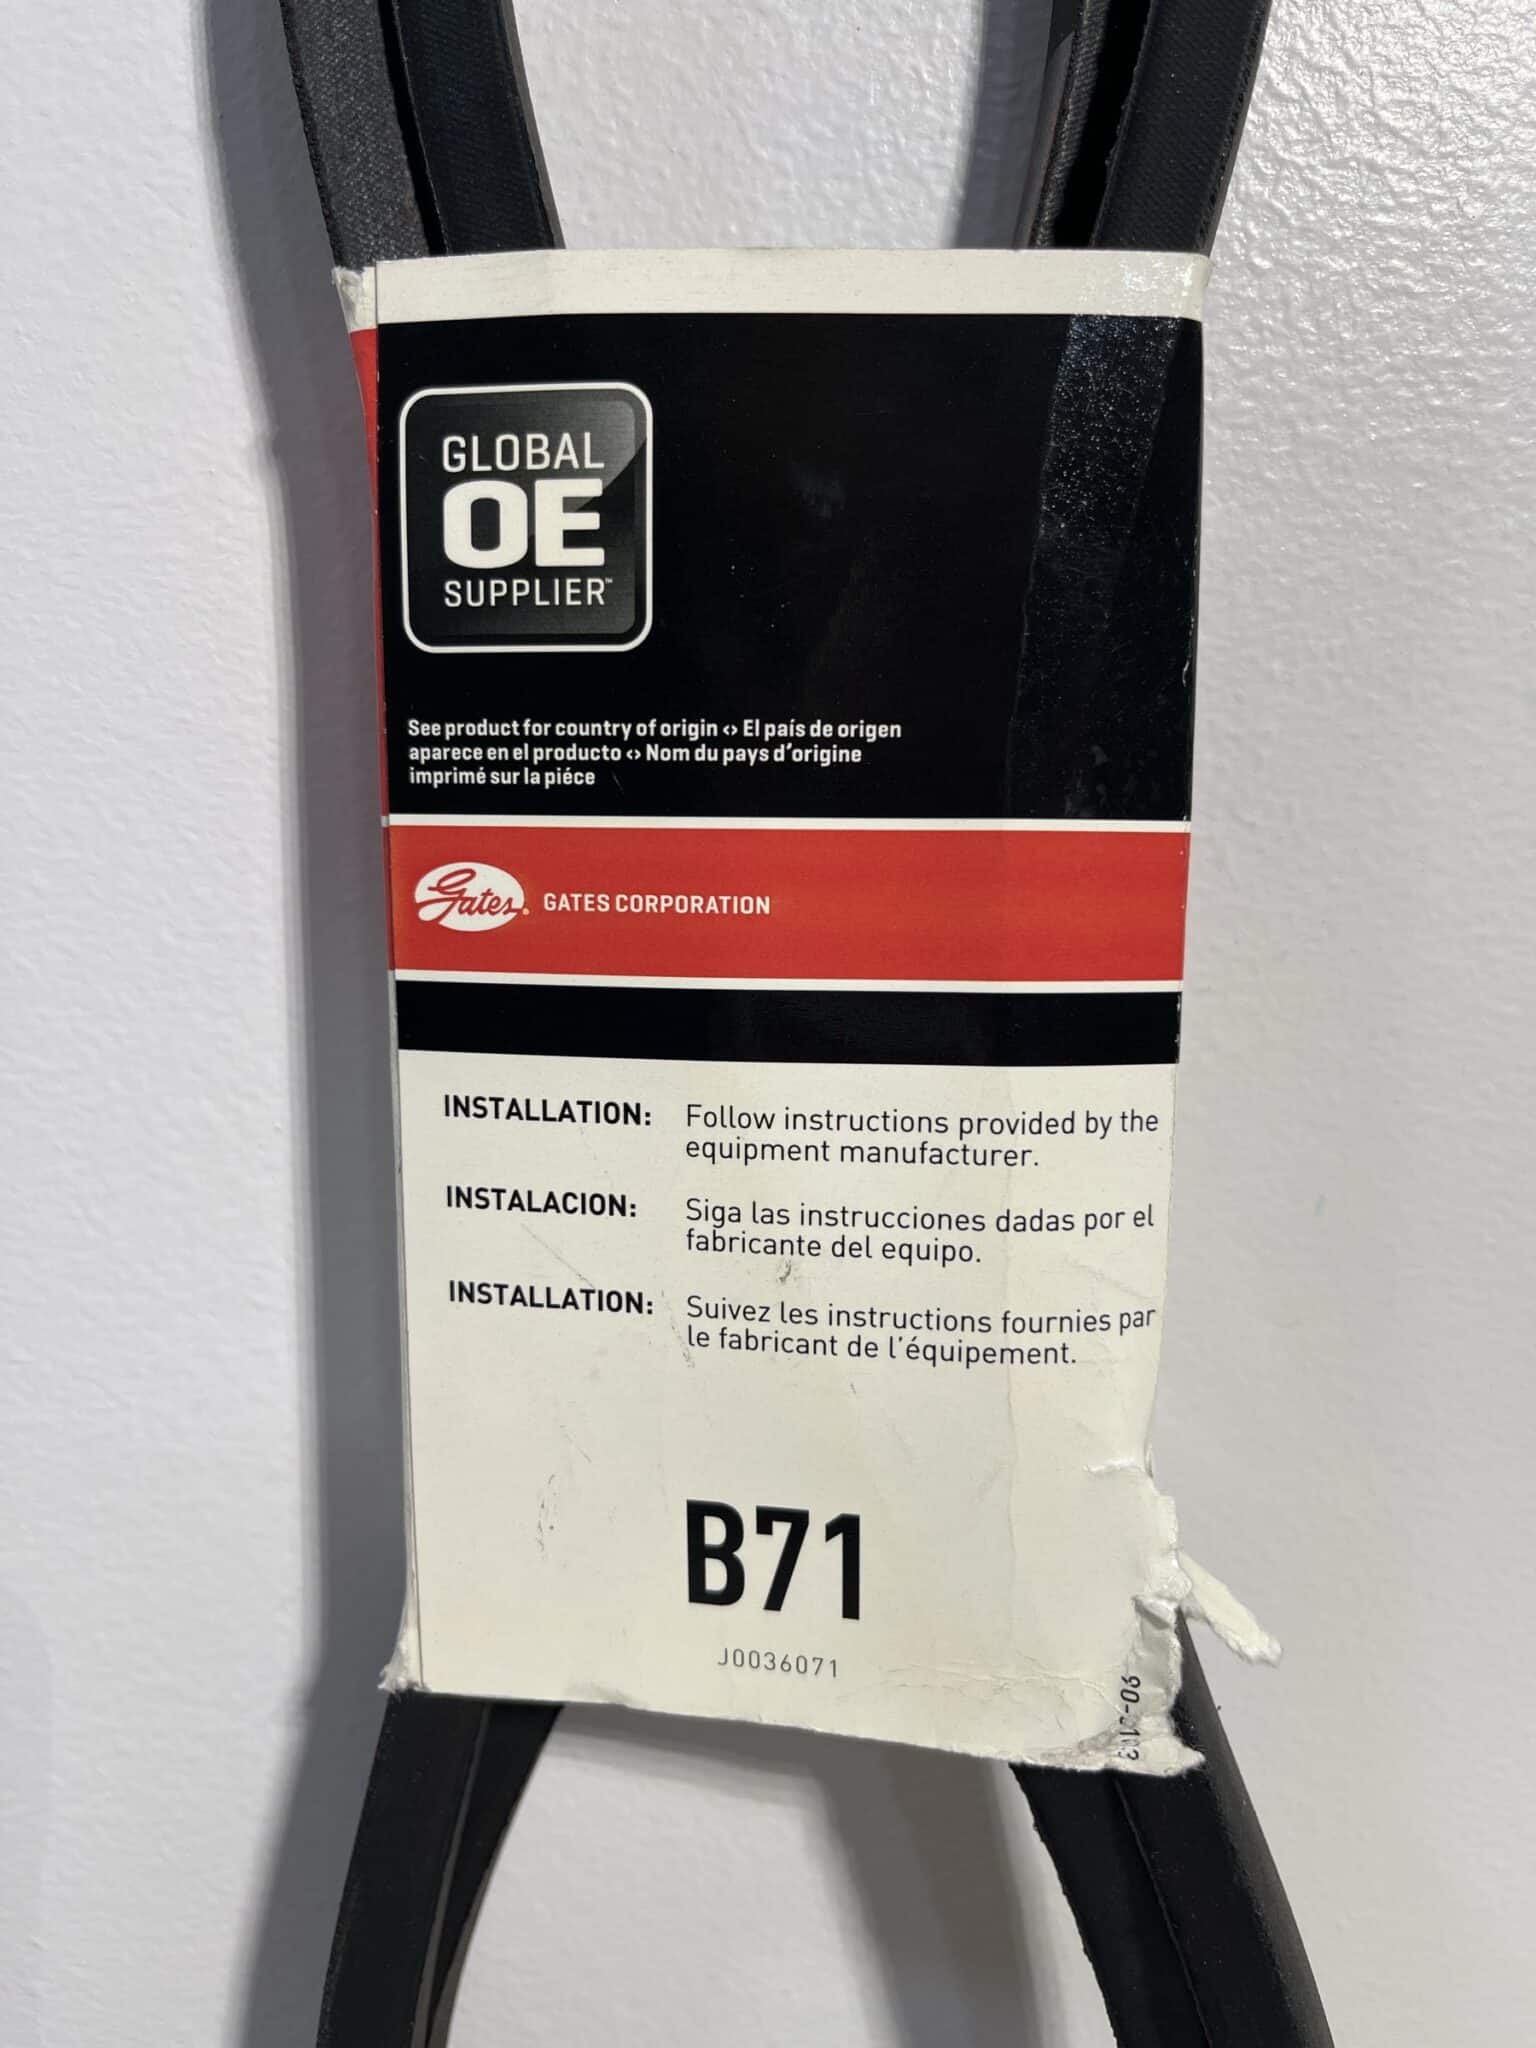 GLOBAL
OE
SUPPLIER™
See product for country of origin <> El país de origen
aparece en el producto <> Nom du pays d'origine
imprimé sur la piéce
Gates® GATES CORPORATION
INSTALLATION: Follow instructions provided by the
equipment manufacturer.
INSTALACION: Siga las instrucciones dadas por el
fabricante del equipo.
INSTALLATION: Suivez les instructions fournies par
le fabricant de l'équipement.
B71
J0036071